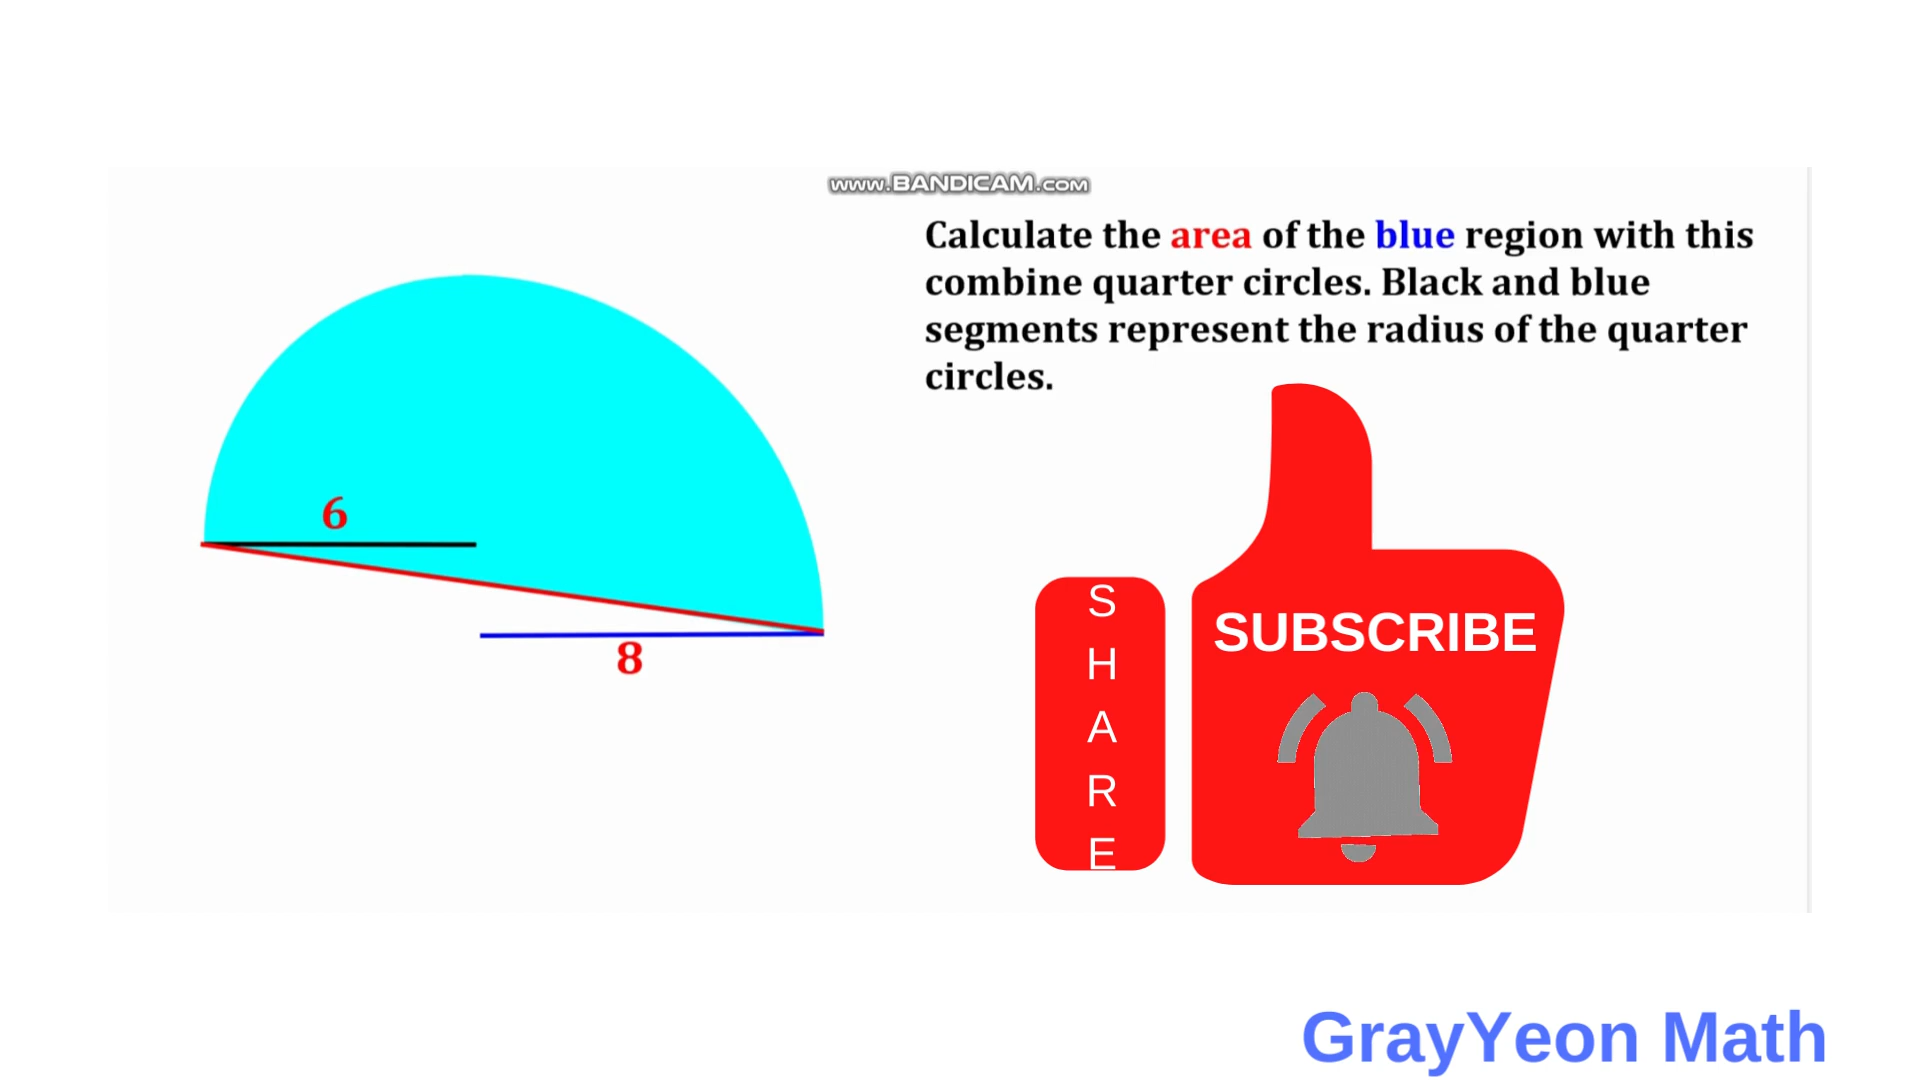 www.BANDICAM.com
Calculate the area of the blue region with this
combine quarter circles. Black and blue
segments represent the radius of the quarter
circles.
6
8
S
H
A
R
E
SUBSCRIBE
GrayYeon Math